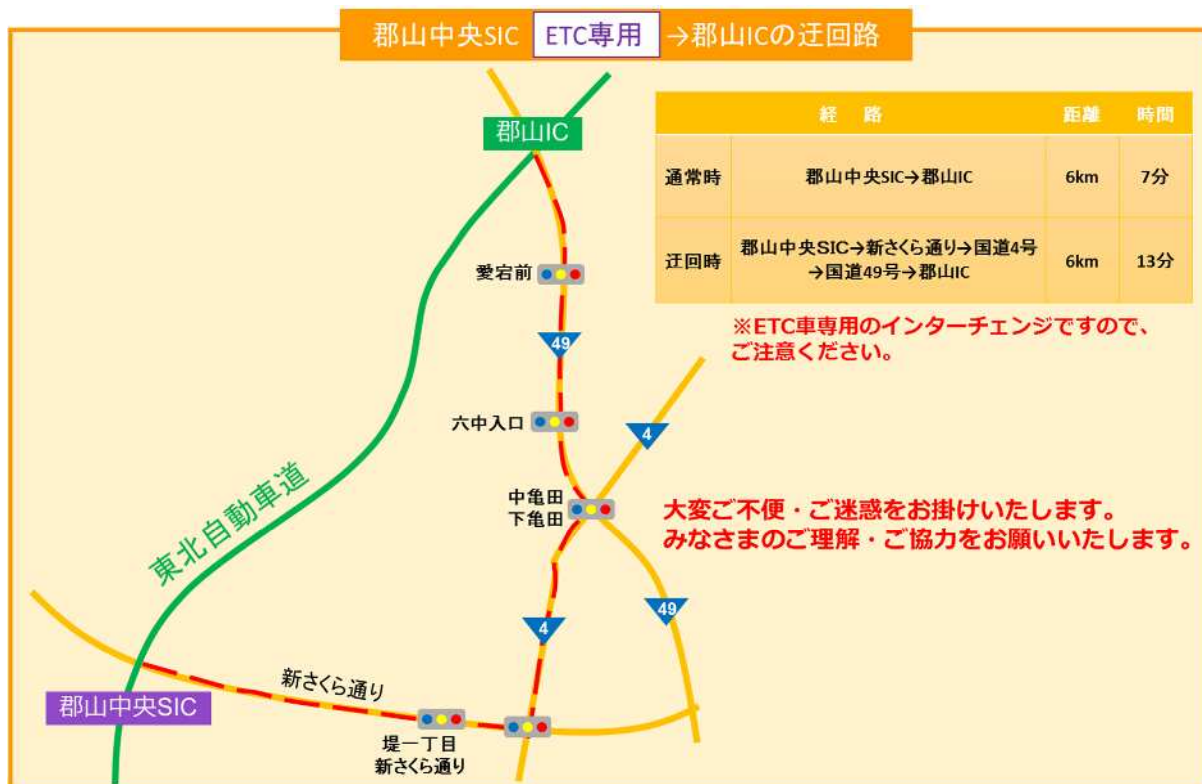 郡山中央SIC ETC専用 →郡山ICの迂回路
郡山IC
経 路 距離 時間
通常時 郡山中央SIC→郡山IC 6km 7分
迂回時 郡山中央SIC→新さくら通り→国道4号
→国道49号→郡山IC 6km 13分
※ETC車専用のインターチェンジですので、
ご注意ください。
愛宕前
49
六中入口
4
中亀田
下亀田
大変ご不便・ご迷惑をお掛けいたします。
みなさまのご理解・ご協力をお願いいたします。
東北自動車道
4
49
新さくら通り
郡山中央SIC
堤一丁目
新さくら通り